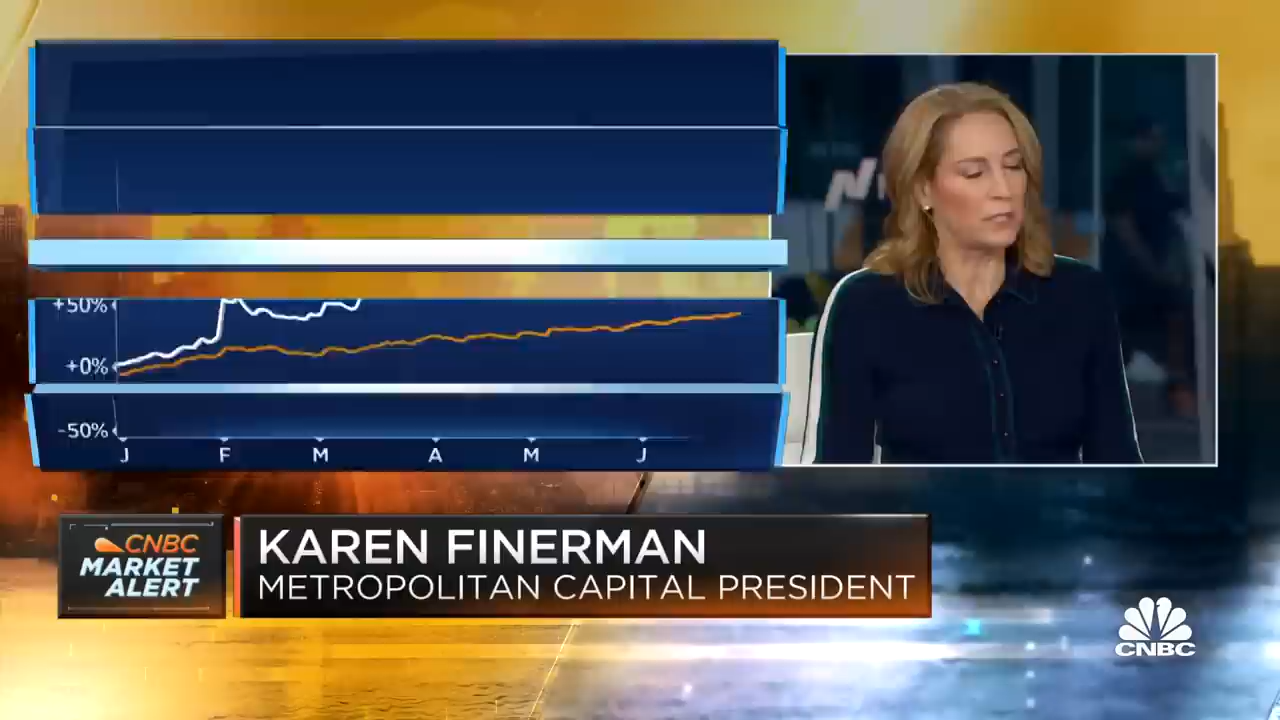 +50%
+0%
-50%
J F M A M J
CNBC
MARKET
ALERT
KAREN FINERMAN
METROPOLITAN CAPITAL PRESIDENT
CNBC